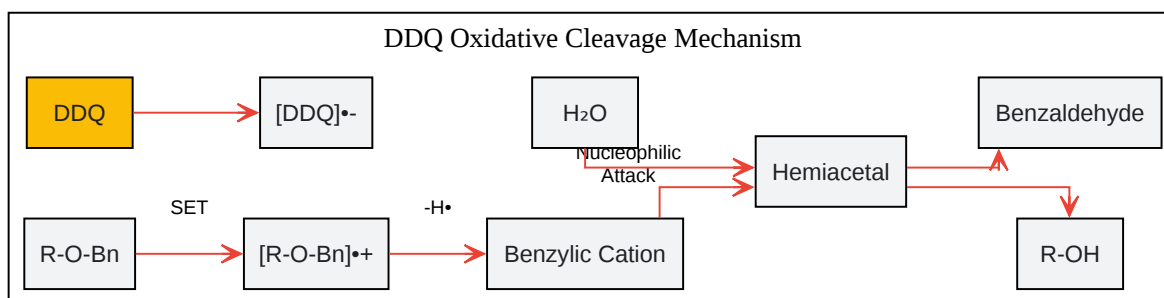 DDQ Oxidative Cleavage Mechanism
DDQ
[DDQ]•-
H₂O
Benzaldehyde
Nucleophilic
Attack
Hemiacetal
SET
-H•
R-O-Bn
[R-O-Bn]•+
Benzylic Cation
R-OH